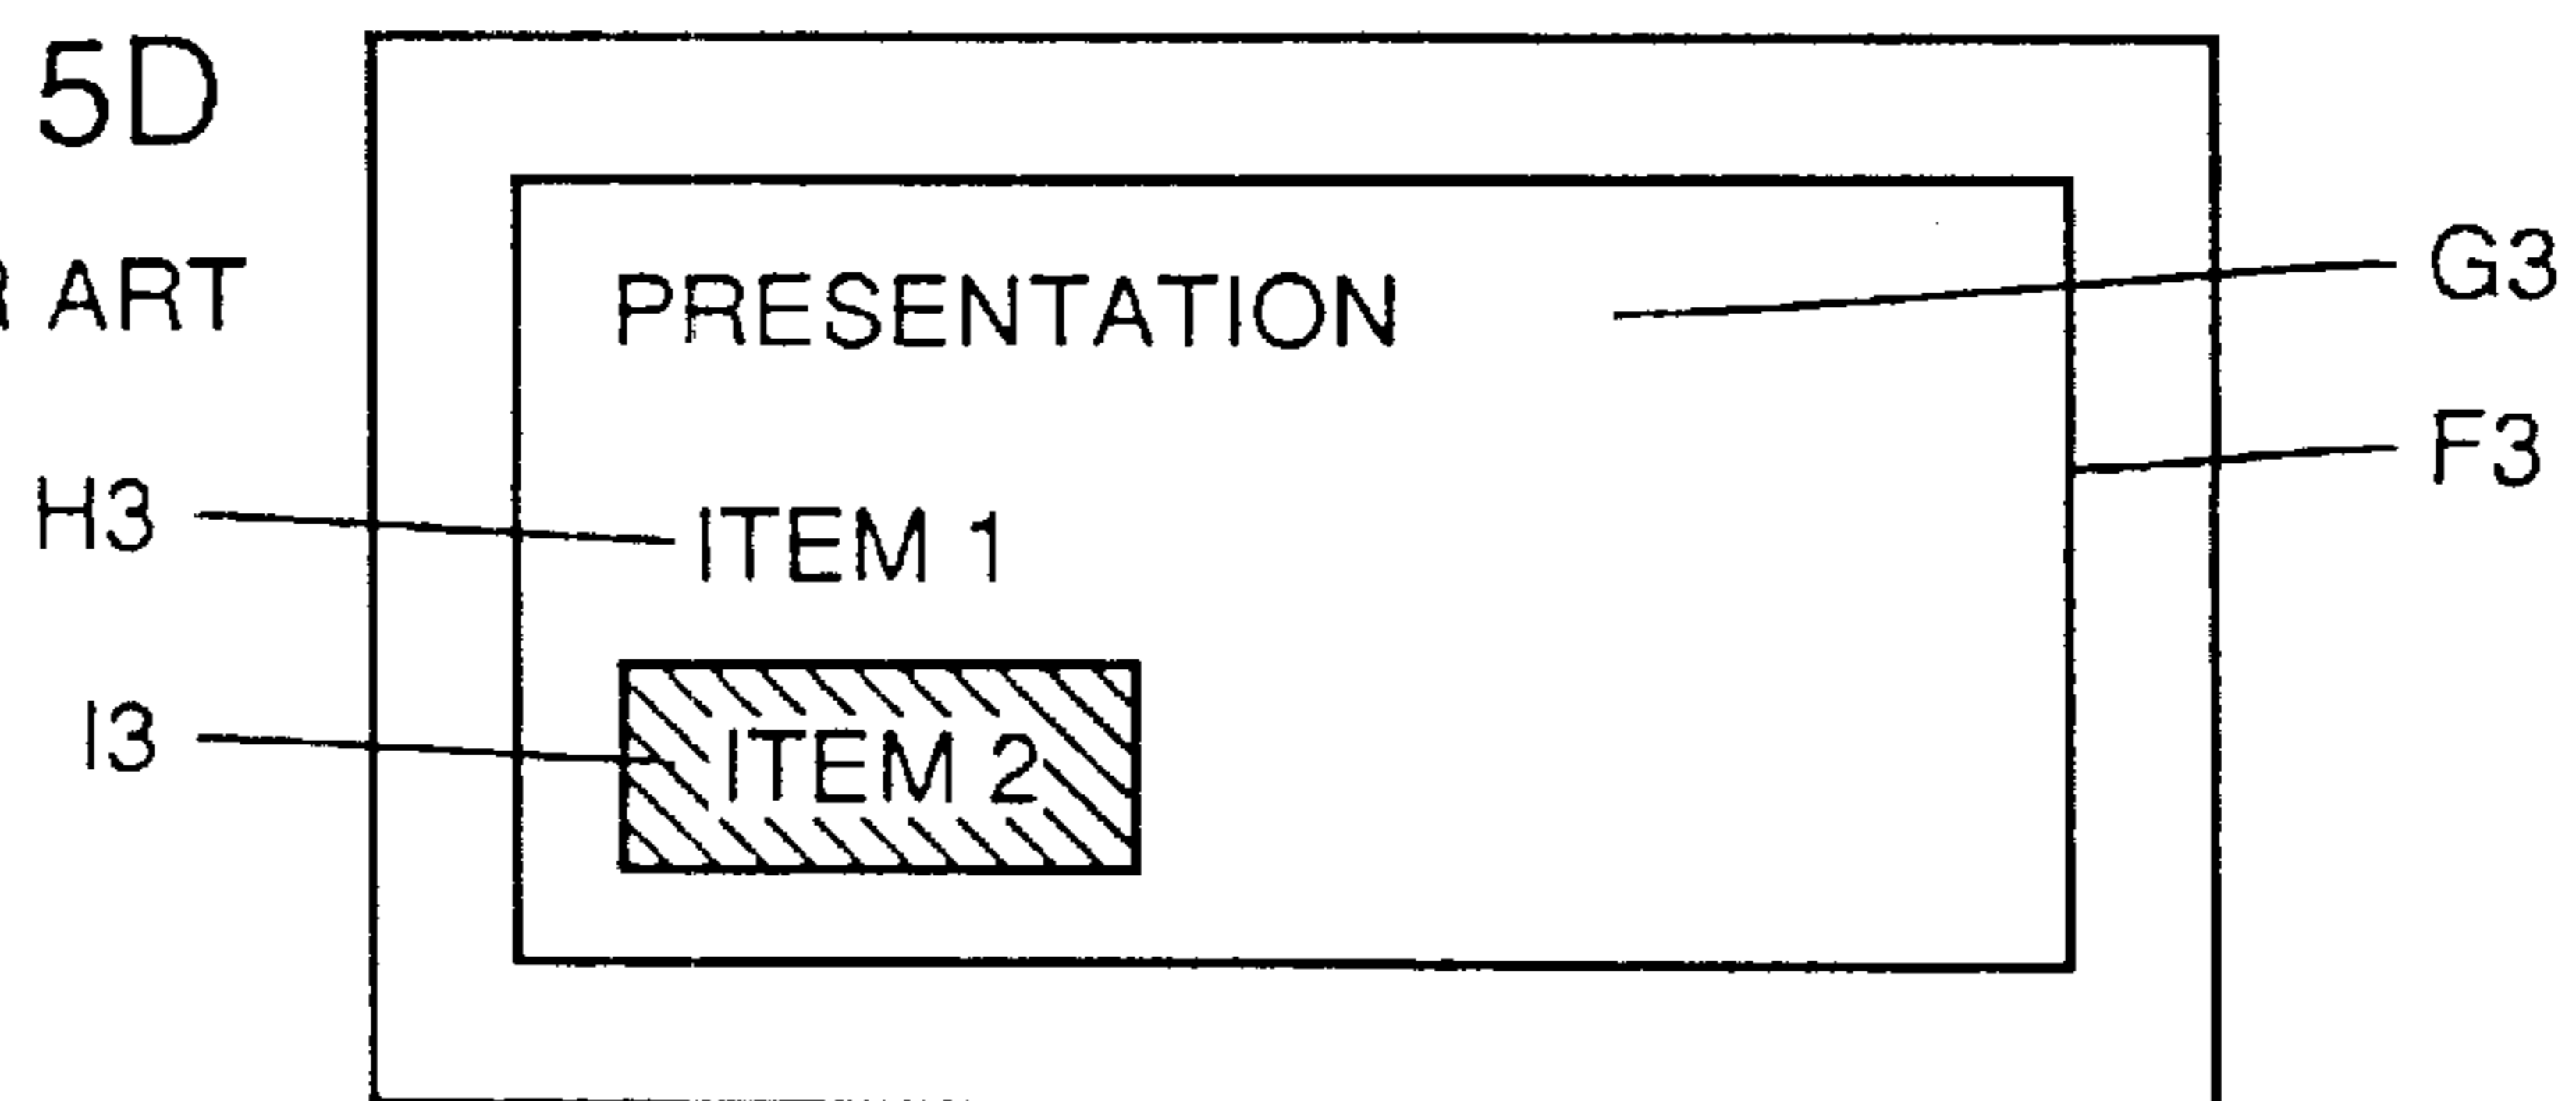 5D
ART
PRESENTATION
G3
F3
H3
ITEM 1
I3
ITEM 2